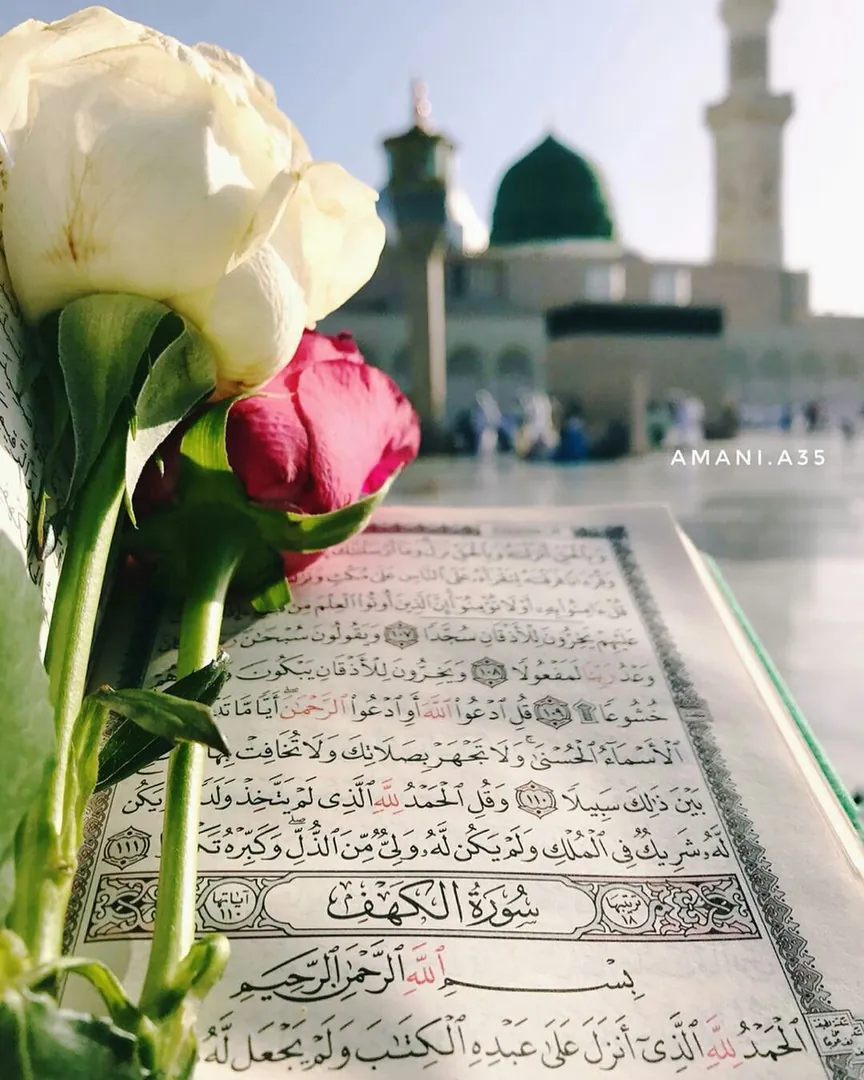 AMANI.A35
وَبِٱلْحَقِّ أَنزَلْنَٰهُ وَبِٱلْحَقِّ نَزَلَ وَمَآ أَرْسَلْنَٰكَ
وَقُرْءَانًا فَرَقْنَٰهُ لِتَقْرَأَهُۥ عَلَى ٱلنَّاسِ عَلَىٰ مُكْثٍ
قُلْ ءَامِنُوا۟ بِهِۦٓ أَوْ لَا تُؤْمِنُوٓا۟ إِنَّ ٱلَّذِينَ أُوتُوا۟ ٱلْعِلْمَ مِن
عَلَيْهِمْ يَخِرُّونَ لِلْأَذْقَانِ سُجَّدًا ١٠٧ وَيَقُولُونَ سُبْحَٰنَ
وَعْدُ رَبِّنَا لَمَفْعُولًا ١٠٨ وَيَخِرُّونَ لِلْأَذْقَانِ يَبْكُونَ
خُشُوعًا ۩ ١٠٩ قُلِ ٱدْعُوا۟ ٱللَّهَ أَوِ ٱدْعُوا۟ ٱلرَّحْمَٰنَ أَيًّا مَّا
ٱلْأَسْمَآءُ ٱلْحُسْنَىٰ وَلَا تَجْهَرْ بِصَلَاتِكَ وَلَا تُخَافِتْ بِهَا
بَيْنَ ذَٰلِكَ سَبِيلًا ١١٠ وَقُلِ ٱلْحَمْدُ لِلَّهِ ٱلَّذِى لَمْ يَتَّخِذْ وَلَدًا يَكُن
لَّهُۥ شَرِيكٌ فِى ٱلْمُلْكِ وَلَمْ يَكُن لَّهُۥ وَلِىٌّ مِّنَ ٱلذُّلِّ وَكَبِّرْهُ ١١١
ترتيبها ١٨ سُورَةُ الكَهْفِ آياتها ١١٠
بِسْمِ ٱللَّهِ ٱلرَّحْمَٰنِ ٱلرَّحِيمِ
ٱلْحَمْدُ لِلَّهِ ٱلَّذِىٓ أَنزَلَ عَلَىٰ عَبْدِهِ ٱلْكِتَٰبَ وَلَمْ يَجْعَل لَّهُۥ